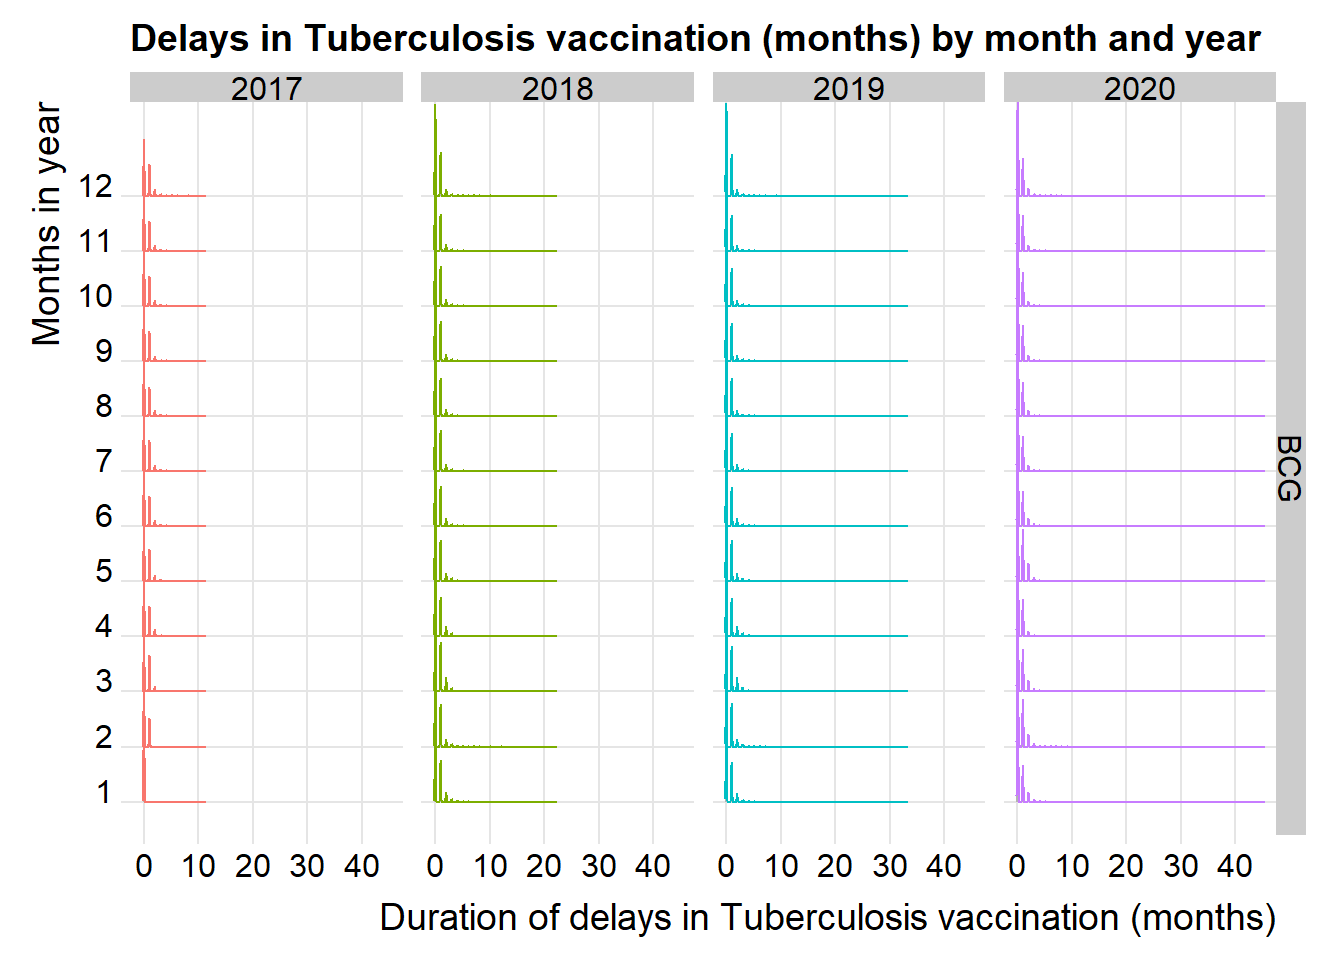 Delays in Tuberculosis vaccination (months) by month and year
2017 2018 2019 2020
Months in year
12
11
10
9
8
7
6
5
4
3
2
1
BCG
0 10 20 30 40 0 10 20 30 40 0 10 20 30 40 0 10 20 30 40
Duration of delays in Tuberculosis vaccination (months)